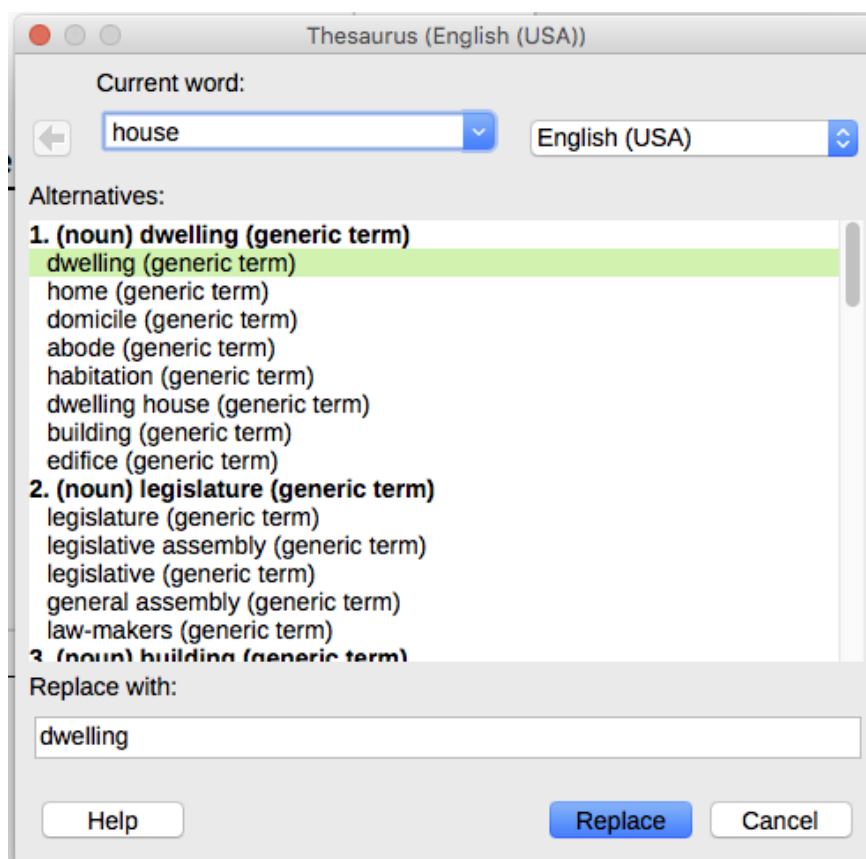 Thesaurus (English (USA))
Current word:
house
English (USA)
Alternatives:
1. (noun) dwelling (generic term)
dwelling (generic term)
home (generic term)
domicile (generic term)
abode (generic term)
habitation (generic term)
dwelling house (generic term)
building (generic term)
edifice (generic term)
2. (noun) legislature (generic term)
legislature (generic term)
legislative assembly (generic term)
legislative (generic term)
general assembly (generic term)
law-makers (generic term)
3. (noun) building (generic term)
Replace with:
dwelling
Help
Replace
Cancel